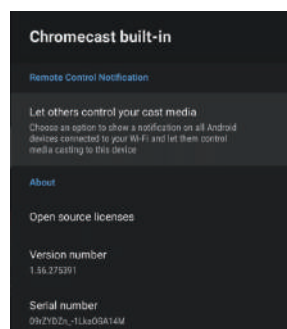 Chromecast built-in
Remote Control Notification
Let others control your cast media
Choose an option to show a notification on all Android
devices connected to your Wi-Fi and let them control
media casting to this device
About
Open source licenses
Version number
1.56.275391
Serial number